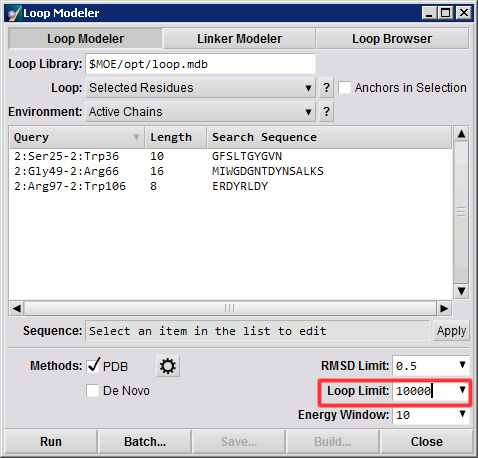 Loop Modeler
Loop Modeler Linker Modeler Loop Browser
Loop Library: $MOE/opt/loop.mdb
Loop: Selected Residues ? Anchors in Selection
Environment: Active Chains ?
Query Length Search Sequence
2:Ser25-2:Trp36 10 GFSLTGYGVN
2:Gly49-2:Arg66 16 MIWGDGNTDYNSALKS
2:Arg97-2:Trp106 8 ERDYRLDY
Sequence: Select an item in the list to edit Apply
Methods: PDB RMSD Limit: 0.5
De Novo Loop Limit: 10000
Energy Window: 10
Run Batch... Save... Build... Close